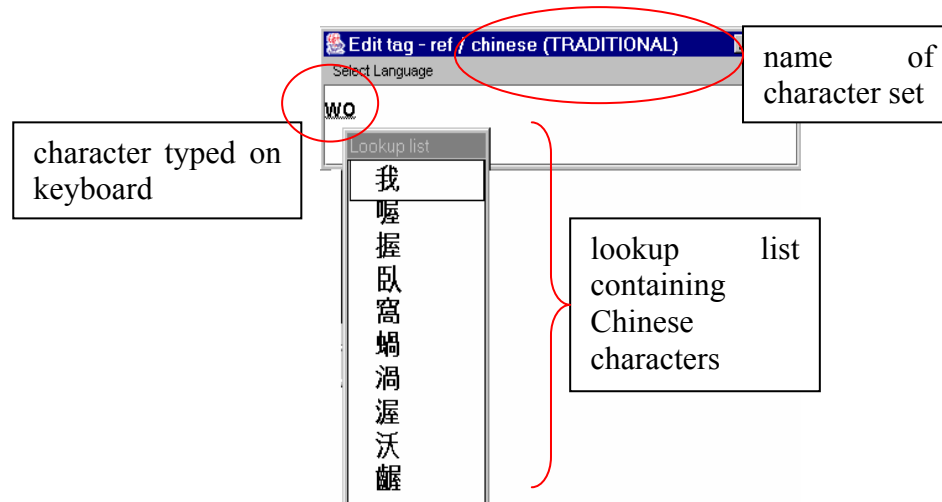 Edit tag - ref / chinese (TRADITIONAL)
Select Language
wo
Lookup list
我
喔
握
臥
窩
蝸
渦
渥
沃
齷
name of
character set
character typed on
keyboard
lookup list
containing
Chinese
characters